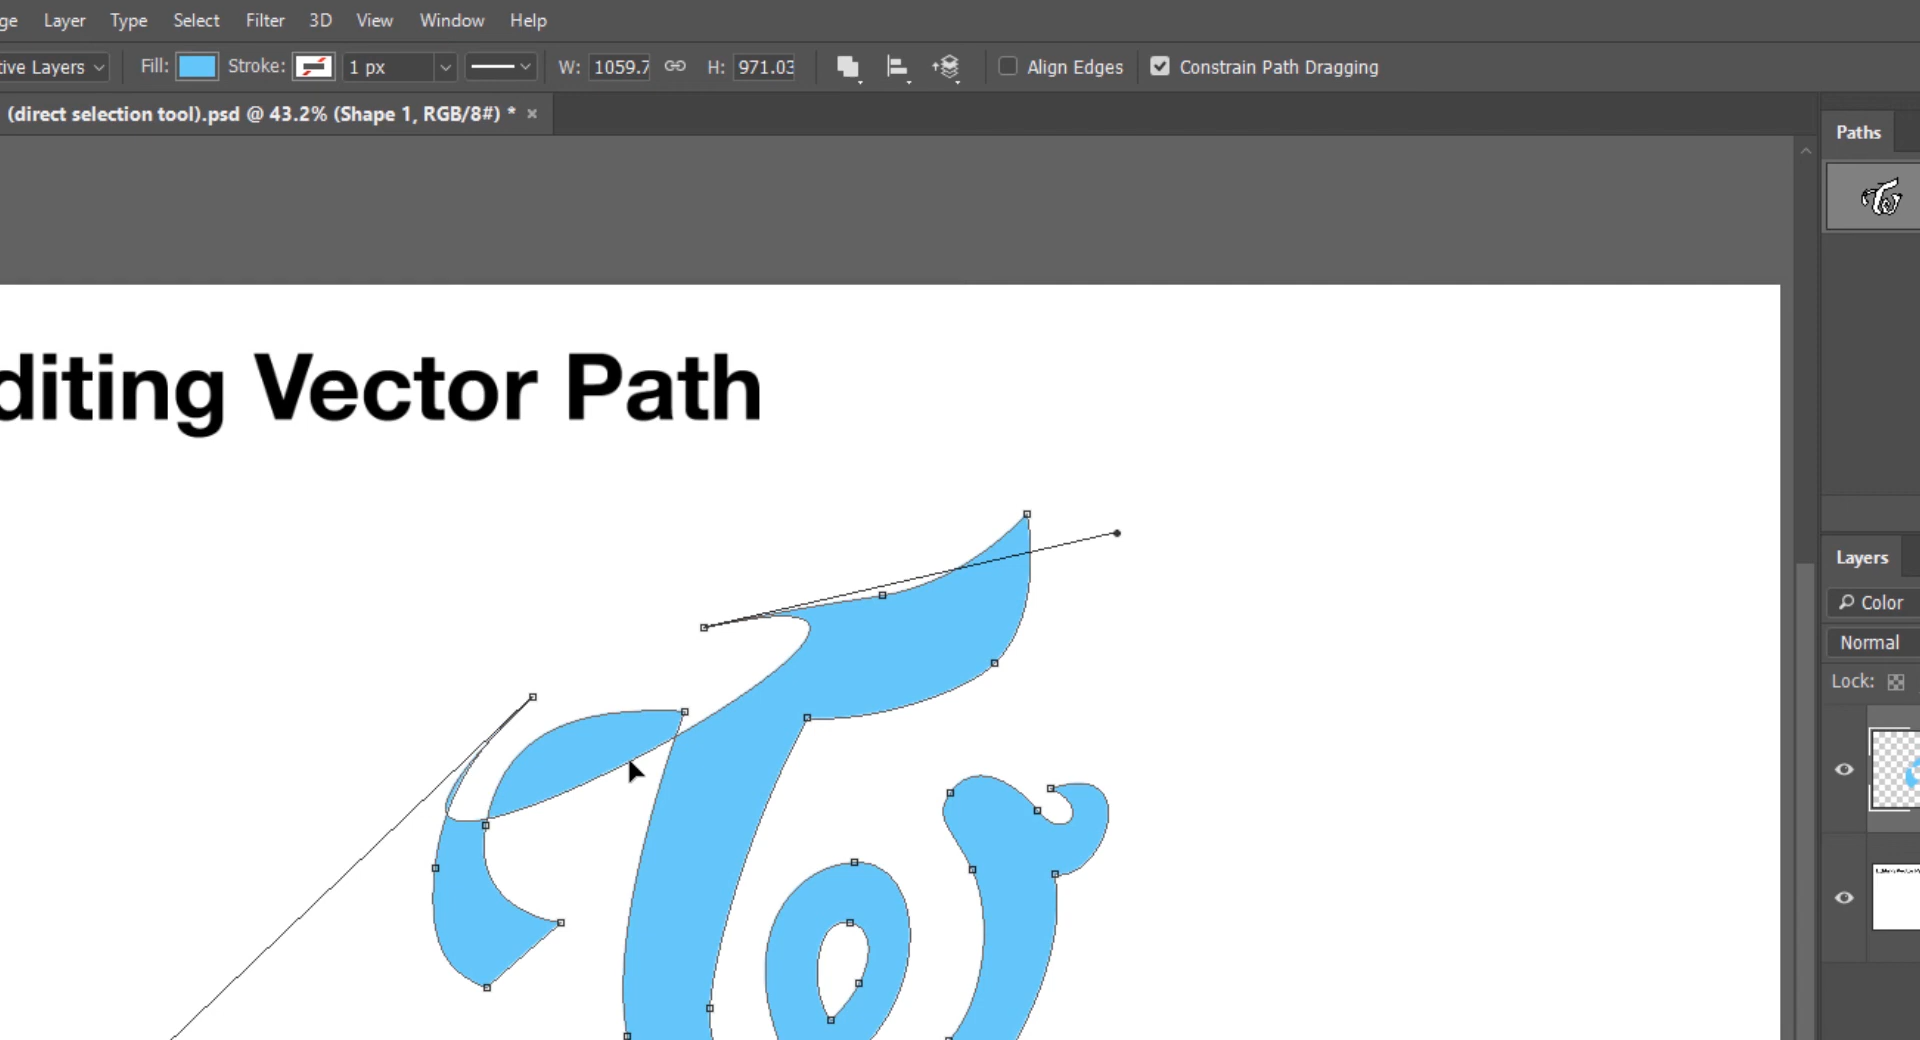 ge Layer Type Select Filter 3D View Window Help
tive Layers Fill: Stroke: 1 px W: 1059.7 H: 971.03 Align Edges Constrain Path Dragging
(direct selection tool).psd @ 43.2% (Shape 1, RGB/8#) * ×
Paths
diting Vector Path
Layers
Color
Normal
Lock: